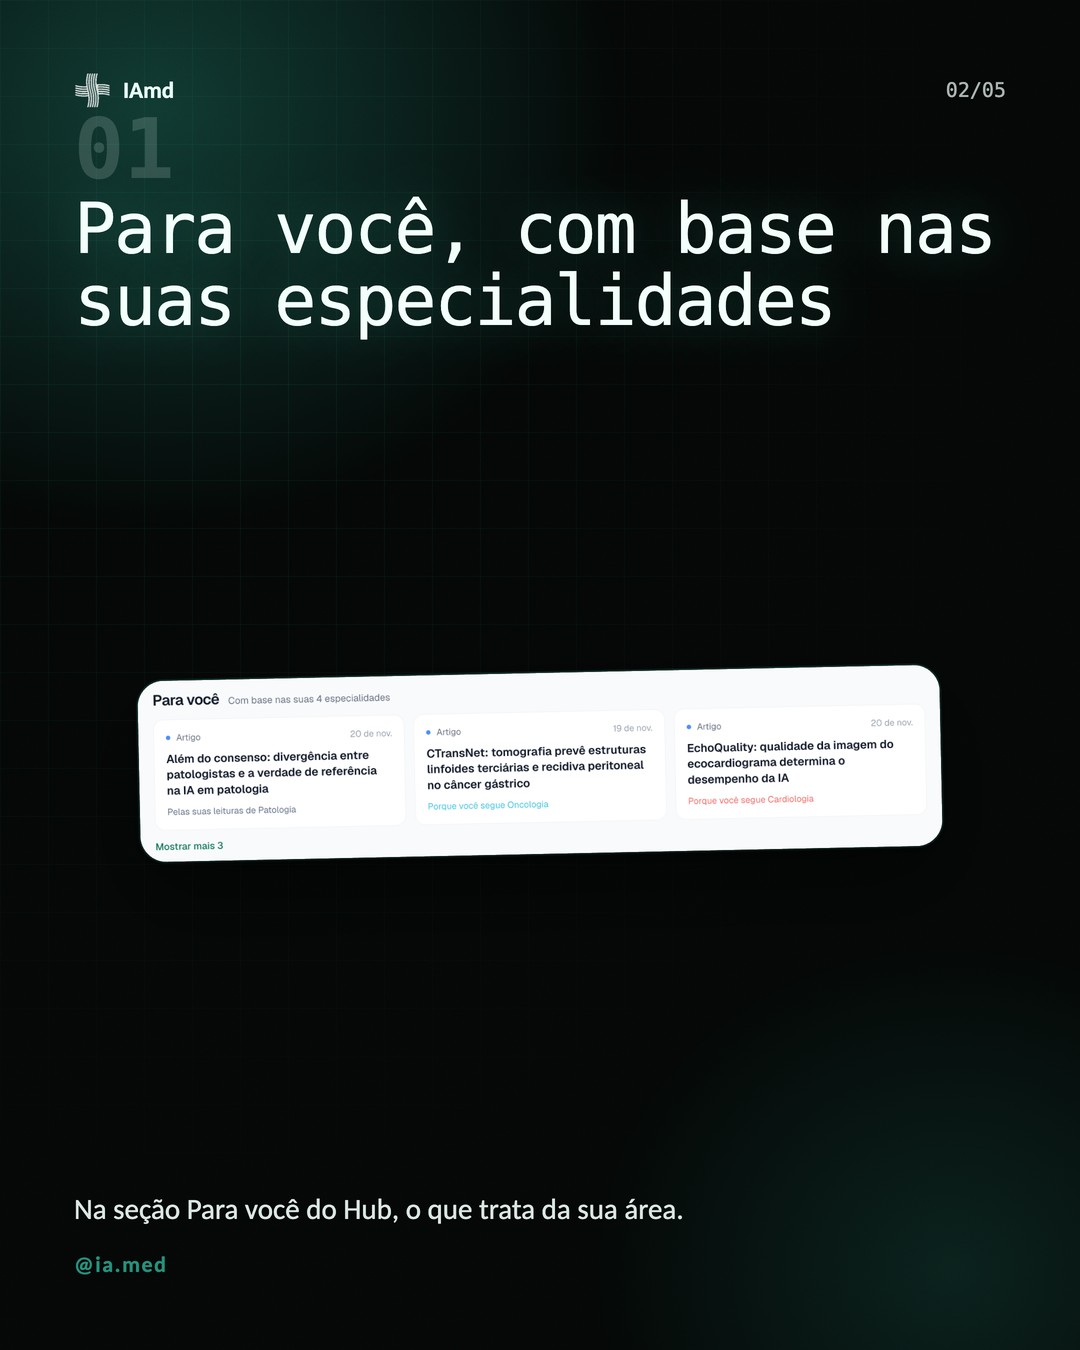 IAmd
02/05
01
Para você, com base nas
suas especialidades
Para você Com base nas suas 4 especialidades
Artigo 20 de nov.
Além do consenso: divergência entre
patologistas e a verdade de referência
na IA em patologia
Pelas suas leituras de Patologia
Artigo 19 de nov.
CTransNet: tomografia prevê estruturas
linfoides terciárias e recidiva peritoneal
no câncer gástrico
Porque você segue Oncologia
Artigo 20 de nov.
EchoQuality: qualidade da imagem do
ecocardiograma determina o
desempenho da IA
Porque você segue Cardiologia
Mostrar mais 3
Na seção Para você do Hub, o que trata da sua área.
@ia.med